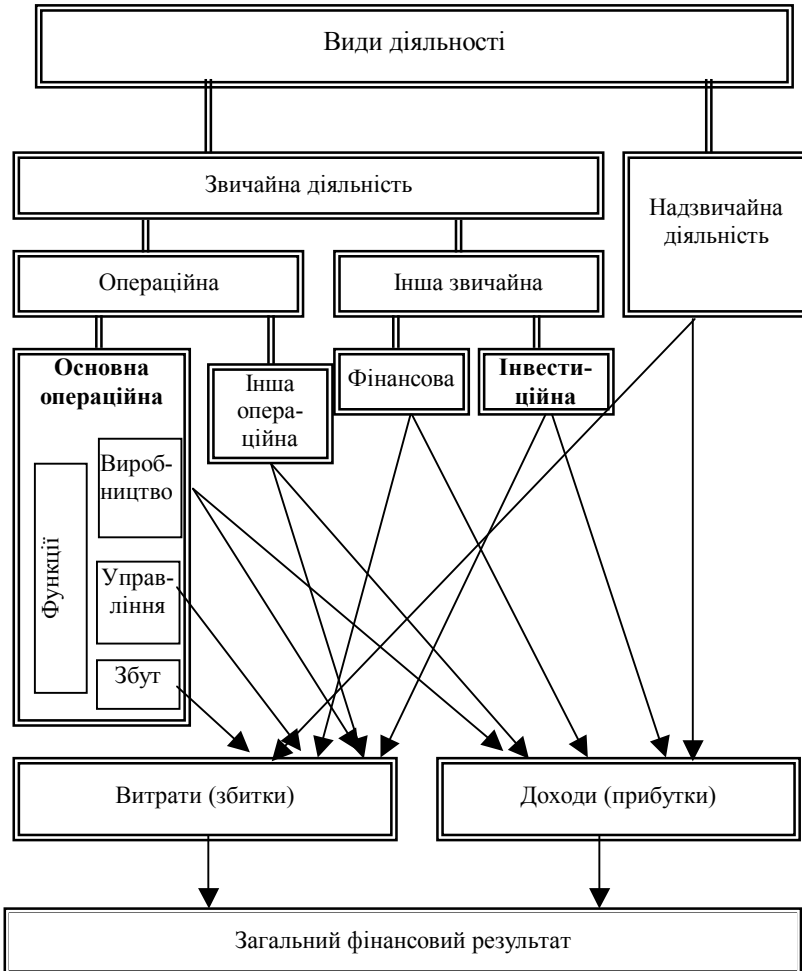 Види діяльності
Звичайна діяльність
Надзвичайна
діяльність
Операційна
Інша звичайна
Основна
операційна
Інша
опера-
ційна
Фінансова
Інвести-
ційна
Функції
Вироб-
ництво
Управ-
ління
Збут
Витрати (збитки)
Доходи (прибутки)
Загальний фінансовий результат